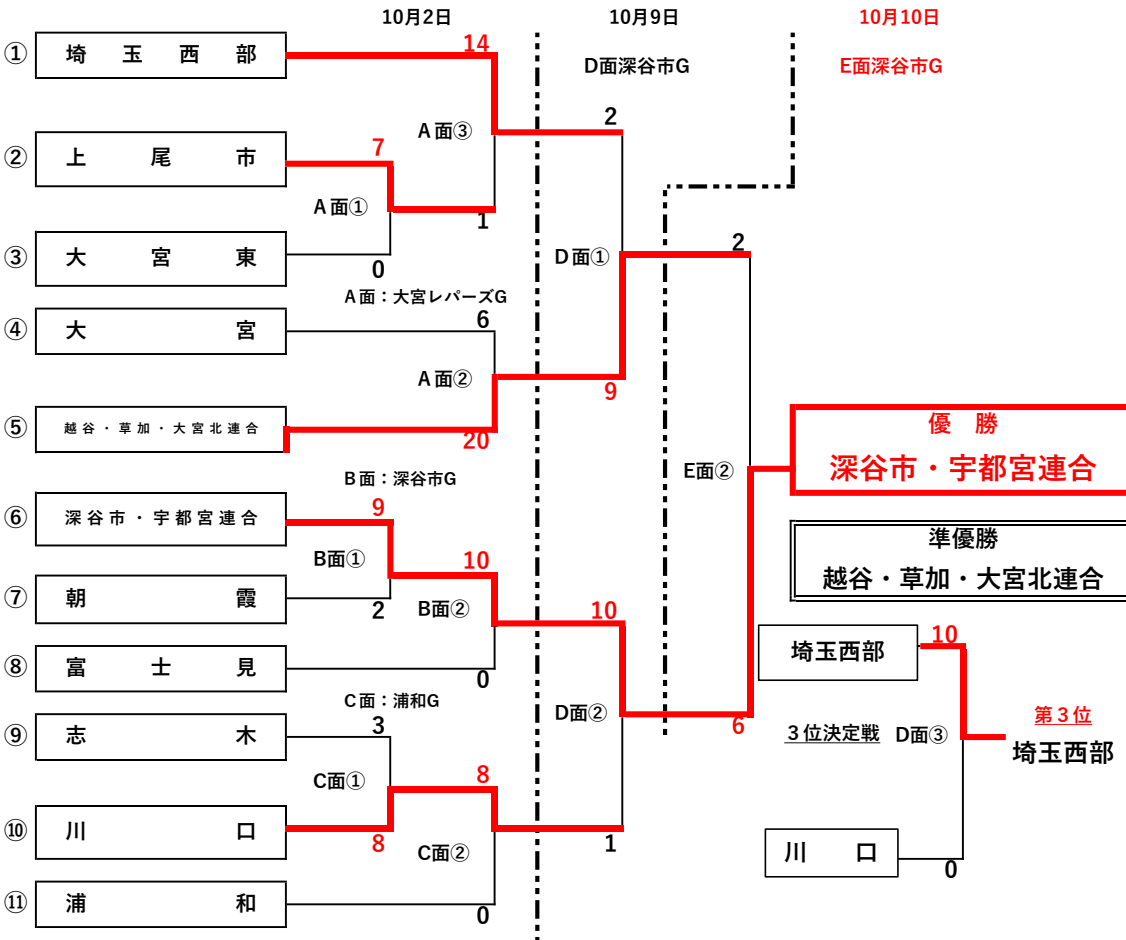 10月2日
10月9日
10月10日
D面深谷市G
E面深谷市G
① 埼玉西部
14
A面③
2
② 上尾市
7
A面①
1
③ 大宮東
0
D面①
2
A面：大宮レパーズG
④ 大宮
6
A面②
9
⑤ 越谷・草加・大宮北連合
20
優　勝
深谷市・宇都宮連合
E面②
B面：深谷市G
⑥ 深谷市・宇都宮連合
9
準優勝
越谷・草加・大宮北連合
B面①
10
⑦ 朝霞
2
B面②
10
⑧ 富士見
0
埼玉西部
10
C面：浦和G
D面②
6
３位決定戦
D面③
第３位
埼玉西部
⑨ 志木
3
C面①
8
⑩ 川口
8
C面②
1
川口
0
⑪ 浦和
0